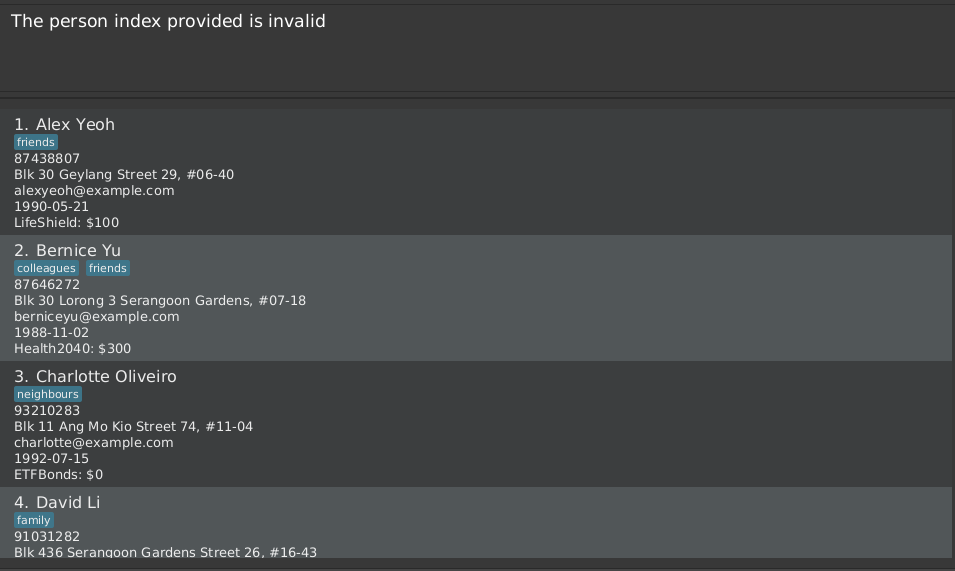 The person index provided is invalid
1. Alex Yeoh
friends
87438807
Blk 30 Geylang Street 29, #06-40
alexyeoh@example.com
1990-05-21
LifeShield: $100
2. Bernice Yu
colleagues friends
87646272
Blk 30 Lorong 3 Serangoon Gardens, #07-18
berniceyu@example.com
1988-11-02
Health2040: $300
3. Charlotte Oliveiro
neighbours
93210283
Blk 11 Ang Mo Kio Street 74, #11-04
charlotte@example.com
1992-07-15
ETFBonds: $0
4. David Li
family
91031282
Blk 436 Serangoon Gardens Street 26, #16-43